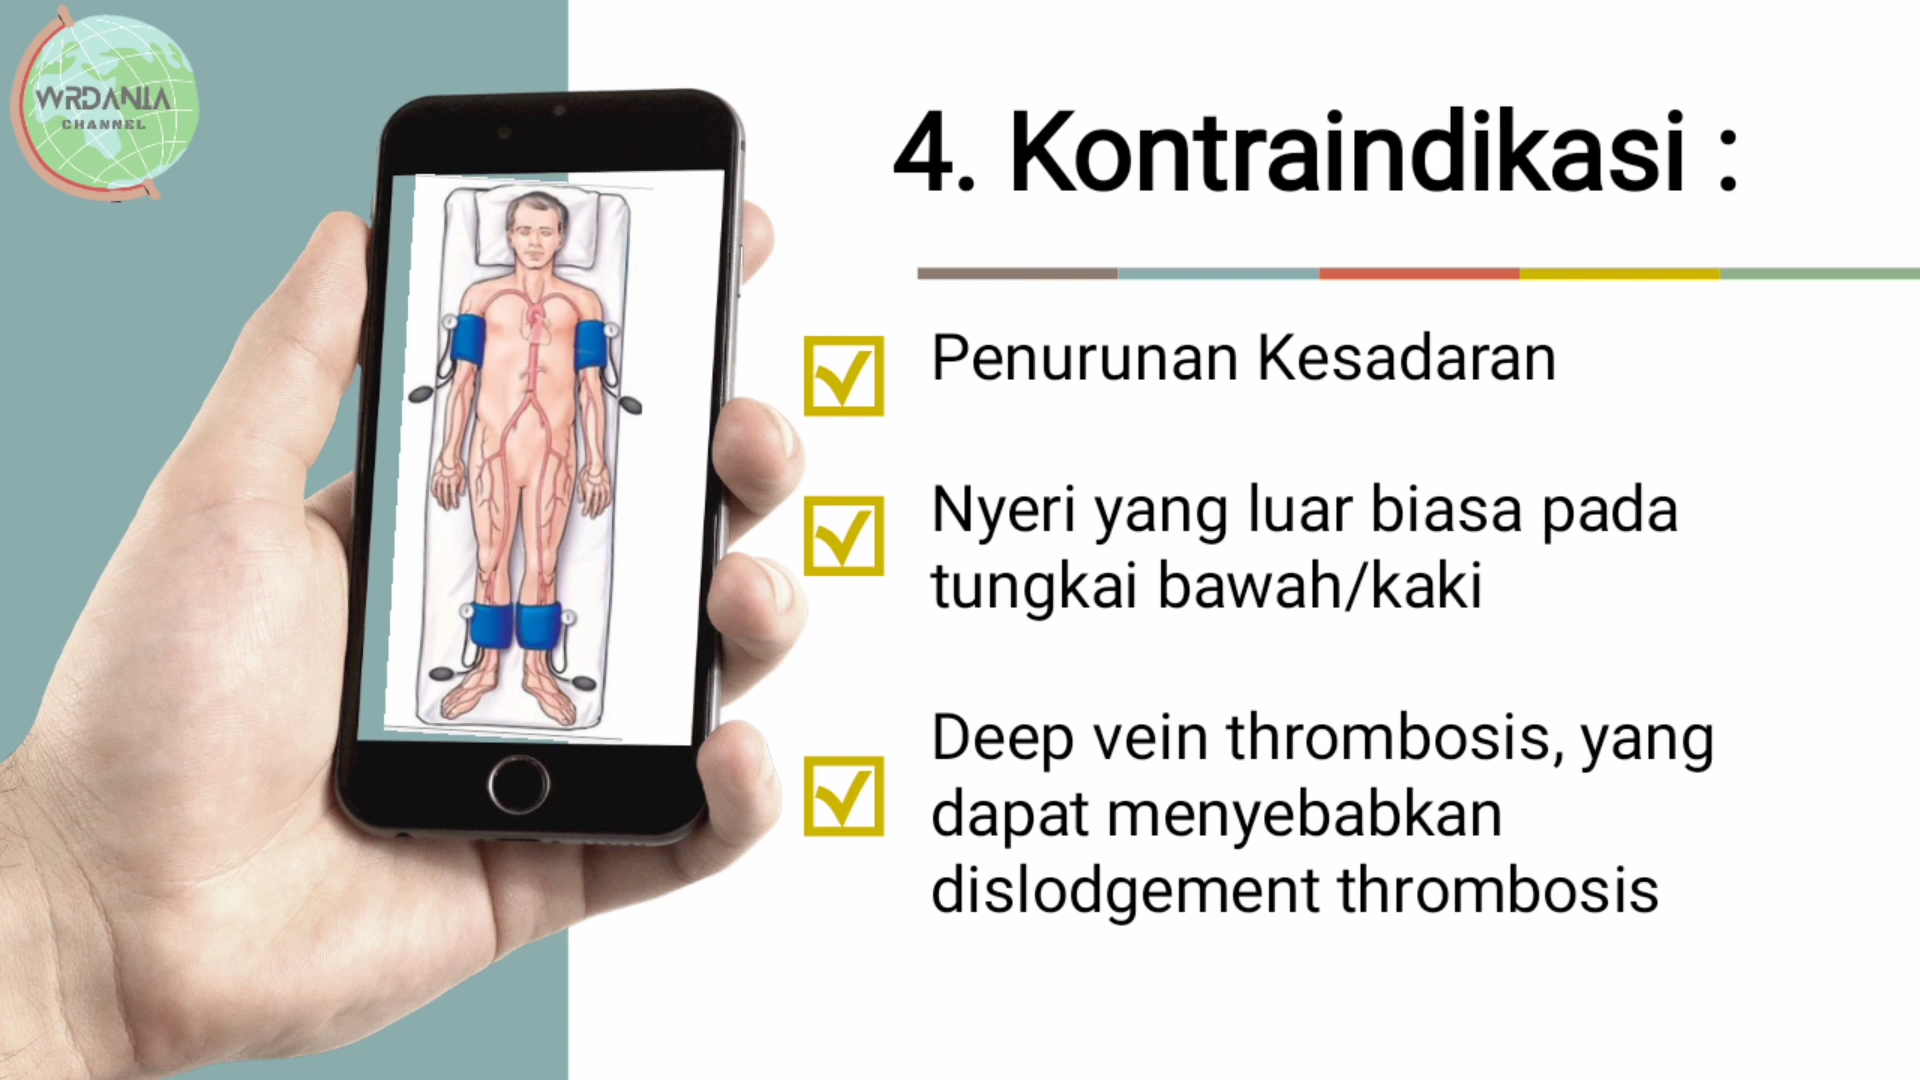 WRDANIA
CHANNEL
4. Kontraindikasi :
Penurunan Kesadaran
Nyeri yang luar biasa pada
tungkai bawah/kaki
Deep vein thrombosis, yang
dapat menyebabkan
dislodgement thrombosis